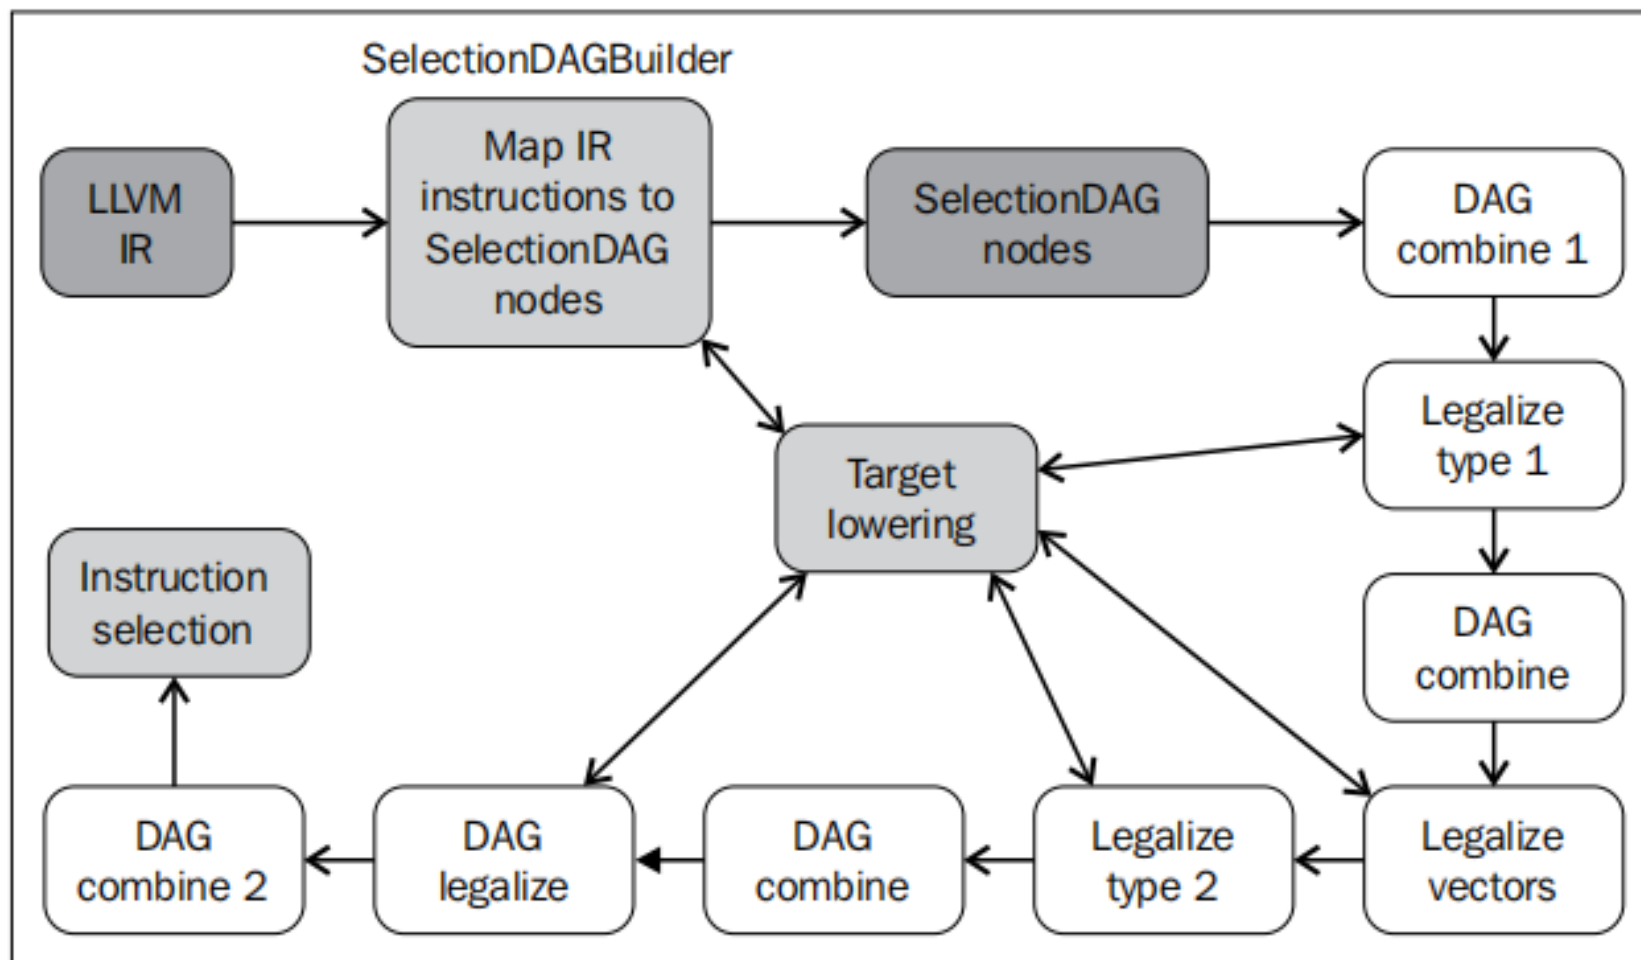 SelectionDAGBuilder
LLVM
IR
Map IR
instructions to
SelectionDAG
nodes
SelectionDAG
nodes
DAG
combine 1
Legalize
type 1
Target
lowering
Instruction
selection
DAG
combine
DAG
combine 2
DAG
legalize
DAG
combine
Legalize
type 2
Legalize
vectors